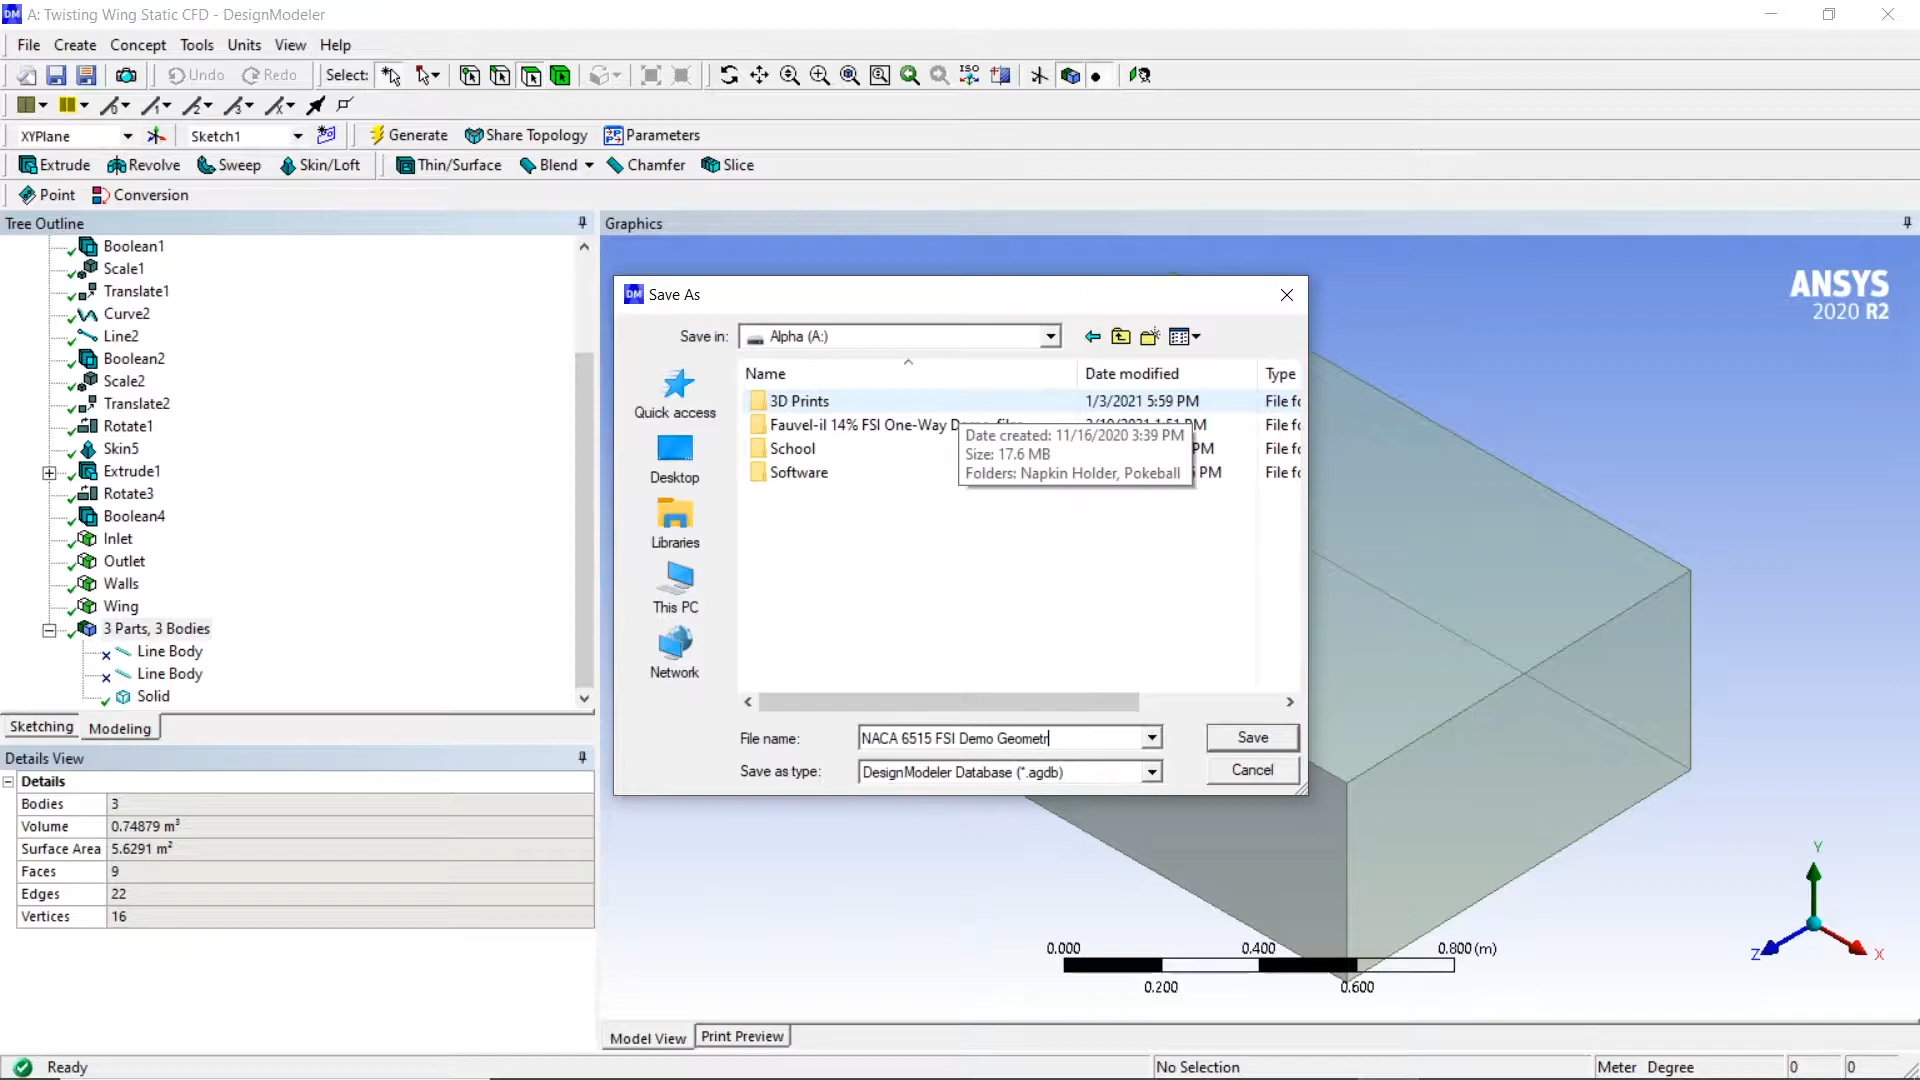 A: Twisting Wing Static CFD - DesignModeler
File Create Concept Tools Units View Help
Undo Redo Select: ISO
XYPlane Sketch1 Generate Share Topology Parameters
Extrude Revolve Sweep Skin/Loft Thin/Surface Blend Chamfer Slice
Point Conversion
Tree Outline
Boolean1
Scale1
Translate1
Curve2
Line2
Boolean2
Scale2
Translate2
Rotate1
Skin5
Extrude1
Rotate3
Boolean4
Inlet
Outlet
Walls
Wing
3 Parts, 3 Bodies
Line Body
Line Body
Solid
Sketching Modeling
Details View
Details
Bodies 3
Volume 0.74879 m³
Surface Area 5.6291 m²
Faces 9
Edges 22
Vertices 16
Graphics
ANSYS
2020 R2
DM Save As
Save in: Alpha (A:)
Quick access
Desktop
Libraries
This PC
Network
Name Date modified Type
3D Prints 1/3/2021 5:59 PM File fo
Fauvel-il 14% FSI One-Way PM File fo
School PM File fo
Software PM File fo
Date created: 11/16/2020 3:39 PM
Size: 17.6 MB
Folders: Napkin Holder, Pokeball
File name: NACA 6515 FSI Demo Geometr Save
Save as type: DesignModeler Database (*.agdb) Cancel
0.000 0.400 0.800 (m)
0.200 0.600
Y
Z X
Model View Print Preview
Ready No Selection Meter Degree 0 0